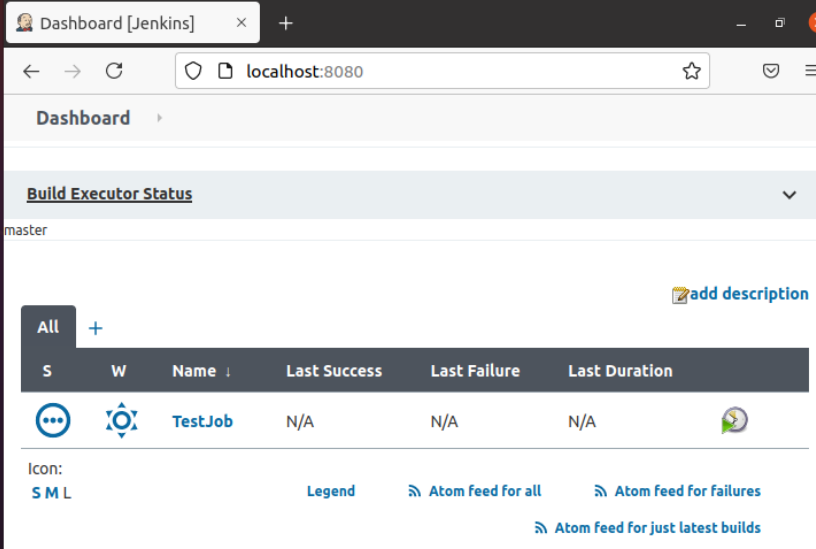 Dashboard [Jenkins]
localhost:8080
Dashboard
Build Executor Status
master
add description
All +
S W Name ↓ Last Success Last Failure Last Duration
TestJob N/A N/A N/A
Icon:
S M L Legend Atom feed for all Atom feed for failures
Atom feed for just latest builds